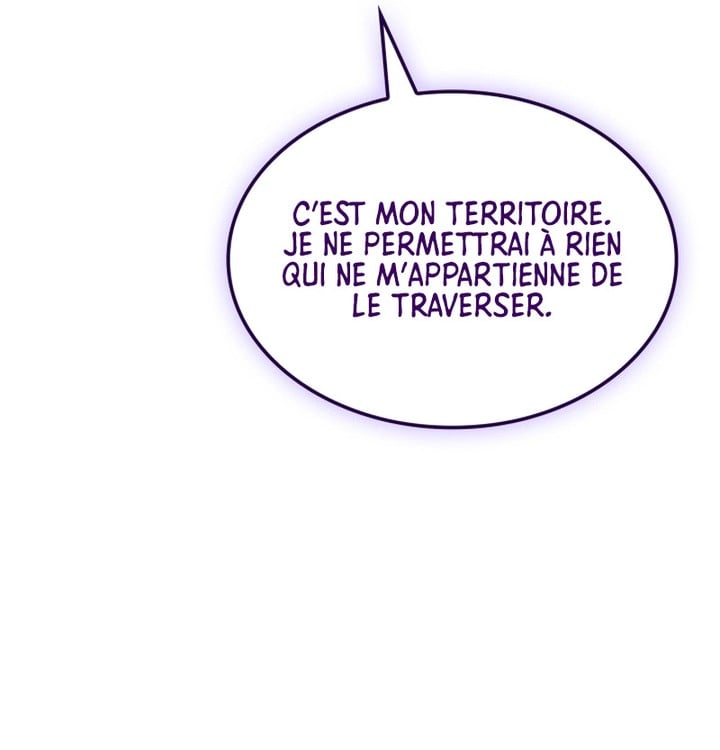 C'EST MON TERRITOIRE.
JE NE PERMETTRAI À RIEN
QUI NE M'APPARTIENNE DE
LE TRAVERSER.